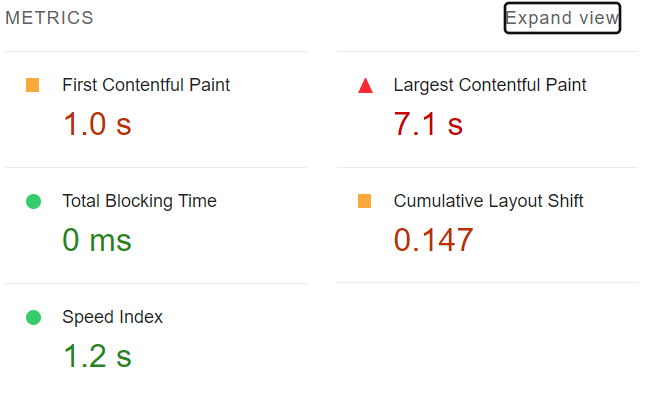 METRICS
Expand view
First Contentful Paint
1.0 s
Largest Contentful Paint
7.1 s
Total Blocking Time
0 ms
Cumulative Layout Shift
0.147
Speed Index
1.2 s